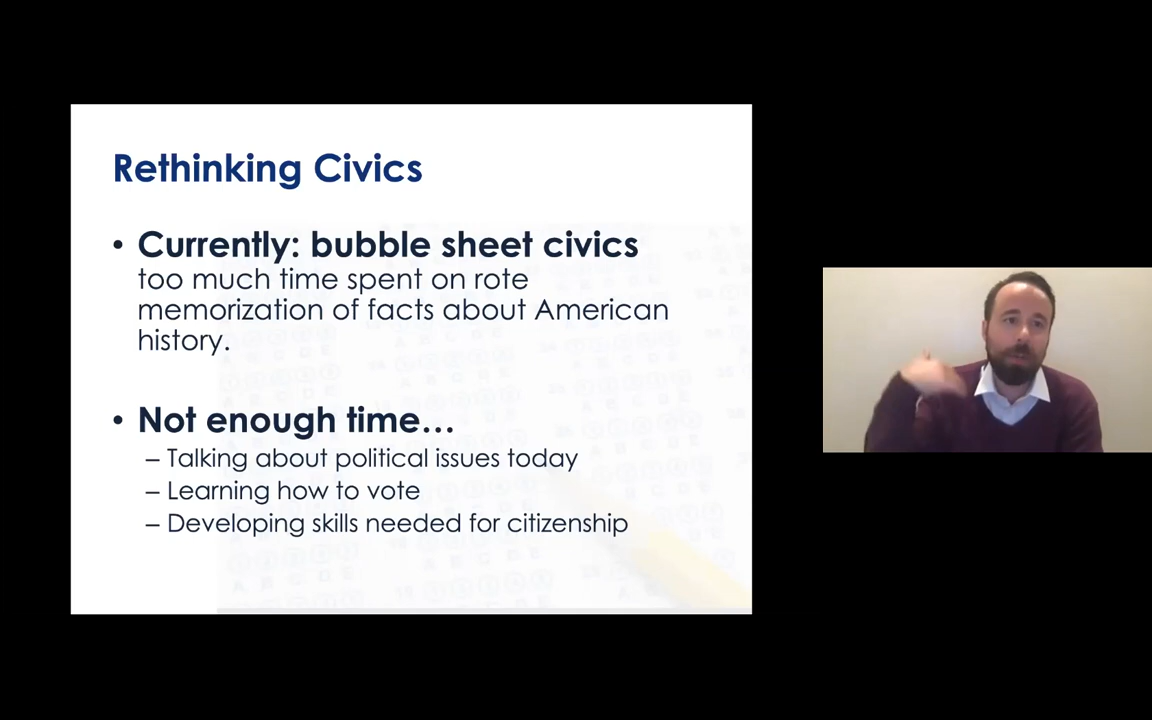 Rethinking Civics
• Currently: bubble sheet civics
too much time spent on rote
memorization of facts about American
history.
• Not enough time…
– Talking about political issues today
– Learning how to vote
– Developing skills needed for citizenship